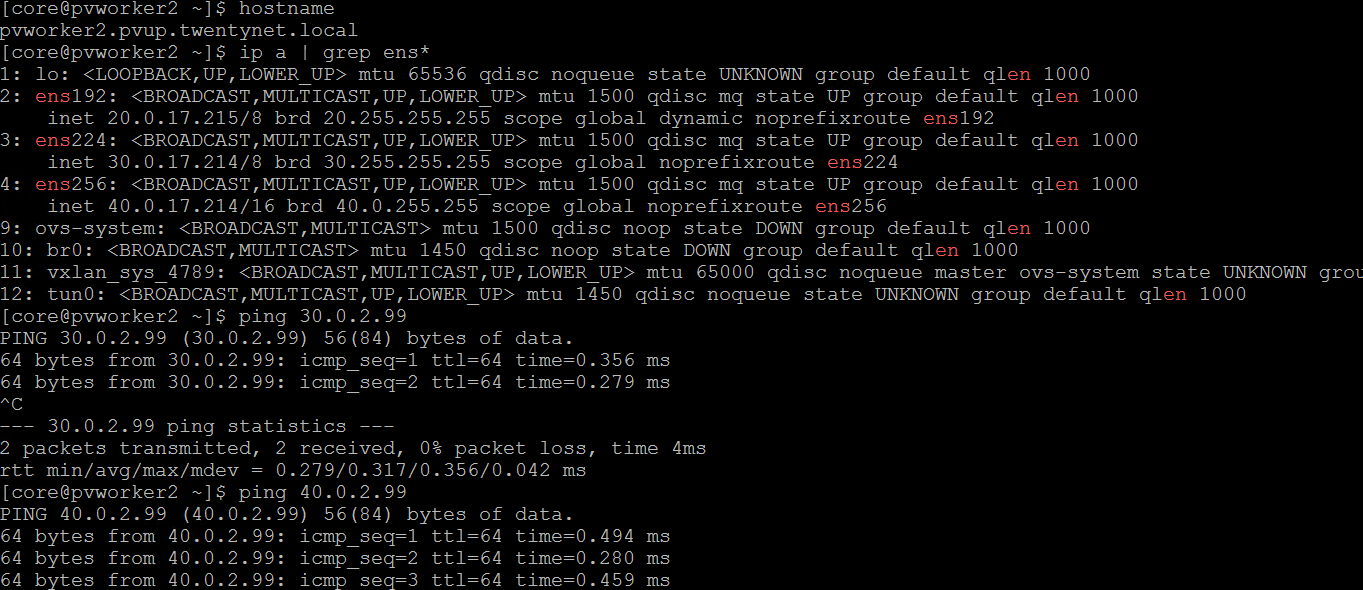 [core@pvworker2 ~]$ hostname
pvworker2.pvup.twentynet.local
[core@pvworker2 ~]$ ip a | grep ens*
1: lo: <LOOPBACK,UP,LOWER_UP> mtu 65536 qdisc noqueue state UNKNOWN group default qlen 1000
2: ens192: <BROADCAST,MULTICAST,UP,LOWER_UP> mtu 1500 qdisc mq state UP group default qlen 1000
    inet 20.0.17.215/8 brd 20.255.255.255 scope global dynamic noprefixroute ens192
3: ens224: <BROADCAST,MULTICAST,UP,LOWER_UP> mtu 1500 qdisc mq state UP group default qlen 1000
    inet 30.0.17.214/8 brd 30.255.255.255 scope global noprefixroute ens224
4: ens256: <BROADCAST,MULTICAST,UP,LOWER_UP> mtu 1500 qdisc mq state UP group default qlen 1000
    inet 40.0.17.214/16 brd 40.0.255.255 scope global noprefixroute ens256
9: ovs-system: <BROADCAST,MULTICAST> mtu 1500 qdisc noop state DOWN group default qlen 1000
10: br0: <BROADCAST,MULTICAST> mtu 1450 qdisc noop state DOWN group default qlen 1000
11: vxlan_sys_4789: <BROADCAST,MULTICAST,UP,LOWER_UP> mtu 65000 qdisc noqueue master ovs-system state UNKNOWN grou
12: tun0: <BROADCAST,MULTICAST,UP,LOWER_UP> mtu 1450 qdisc noqueue state UNKNOWN group default qlen 1000
[core@pvworker2 ~]$ ping 30.0.2.99
PING 30.0.2.99 (30.0.2.99) 56(84) bytes of data.
64 bytes from 30.0.2.99: icmp_seq=1 ttl=64 time=0.356 ms
64 bytes from 30.0.2.99: icmp_seq=2 ttl=64 time=0.279 ms
^C
--- 30.0.2.99 ping statistics ---
2 packets transmitted, 2 received, 0% packet loss, time 4ms
rtt min/avg/max/mdev = 0.279/0.317/0.356/0.042 ms
[core@pvworker2 ~]$ ping 40.0.2.99
PING 40.0.2.99 (40.0.2.99) 56(84) bytes of data.
64 bytes from 40.0.2.99: icmp_seq=1 ttl=64 time=0.494 ms
64 bytes from 40.0.2.99: icmp_seq=2 ttl=64 time=0.280 ms
64 bytes from 40.0.2.99: icmp_seq=3 ttl=64 time=0.459 ms